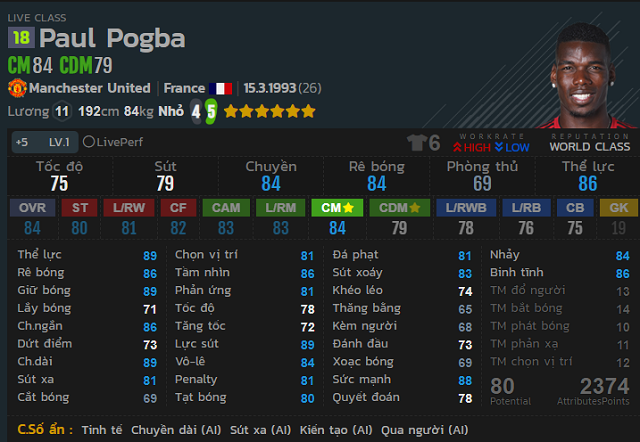 LIVE CLASS
18 Paul Pogba
CM 84 CDM 79
Manchester United | France | 15.3.1993 (26)
Lương 11 192cm 84kg Nhỏ 4 5
+5 LV.1 LivePerf 6 WORKRATE HIGH LOW REPUTATION WORLD CLASS
Tốc độ Sút Chuyền Rê bóng Phòng thủ Thể lực
75 79 84 84 69 86
OVR ST L/RW CF CAM L/RM CM CDM L/RWB L/RB CB GK
84 80 81 82 83 83 84 79 78 76 75 19
Thể lực 89 Chọn vị trí 81 Đá phạt 81 Nhảy 84
Rê bóng 86 Tầm nhìn 86 Sút xoáy 83 Bình tĩnh 86
Giữ bóng 89 Phản ứng 81 Khéo léo 74 TM đổ người 13
Lấy bóng 71 Tốc độ 78 Thăng bằng 65 TM bắt bóng 14
Ch.ngắn 86 Tăng tốc 72 Kèm người 68 TM phát bóng 10
Dứt điểm 73 Lực sút 89 Đánh đầu 73 TM phản xạ 11
Ch.dài 89 Vô-lê 84 Xoạc bóng 69 TM chọn vị trí 12
Sút xa 81 Penalty 81 Sức mạnh 88
Cắt bóng 69 Tạt bóng 80 Quyết đoán 78
80 Potential 2374 AttributesPoints
C.Số ẩn : Tinh tế Chuyền dài (AI) Sút xa (AI) Kiến tạo (AI) Qua người (AI)